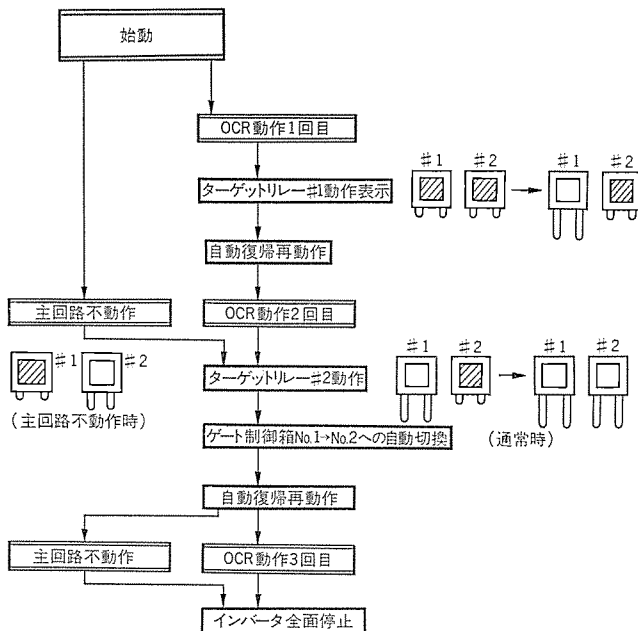 始動
OCR動作1回目
#1 #2 #1 #2
ターゲットリレー#1動作表示
自動復帰再動作
主回路不動作
OCR動作2回目
#1 #2 #1 #2
#1 #2
ターゲットリレー#2動作
(主回路不動作時)
ゲート制御箱No.1→No.2への自動切換
(通常時)
自動復帰再動作
主回路不動作
OCR動作3回目
インバータ全面停止